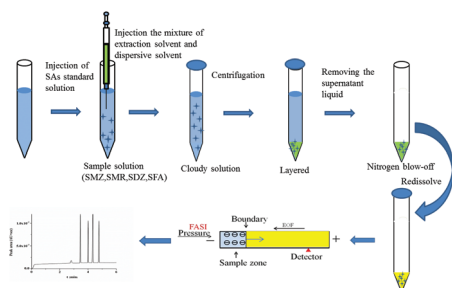 Injection the mixture of
extraction solvent and
dispersive solvent
Injection of
SAs standard
solution
Centrifugation
Removing the
supernatant
liquid
Sample solution
(SMZ,SMR,SDZ,SFA)
Cloudy solution
Layered
Nitrogen blow-off
Redissolve
Boundary
FASI
Pressure
EOF
+
−
Sample zone
Detector